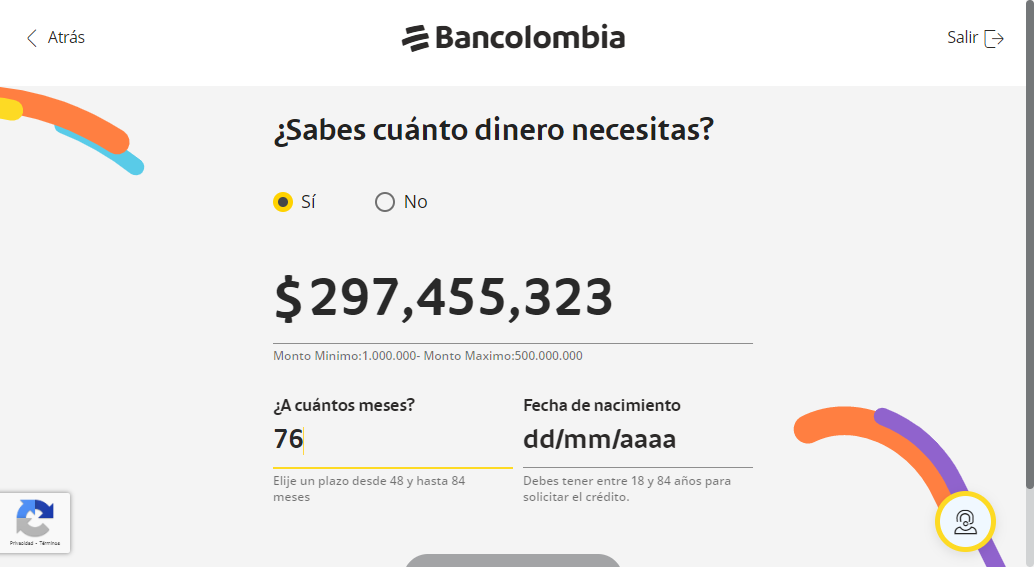 Atrás
Bancolombia
Salir
¿Sabes cuánto dinero necesitas?
Sí
No
$297,455,323
Monto Minimo:1.000.000- Monto Maximo:500.000.000
¿A cuántos meses?
Fecha de nacimiento
76
dd/mm/aaaa
Elije un plazo desde 48 y hasta 84
meses
Debes tener entre 18 y 84 años para
solicitar el crédito.
Privacidad - Términos